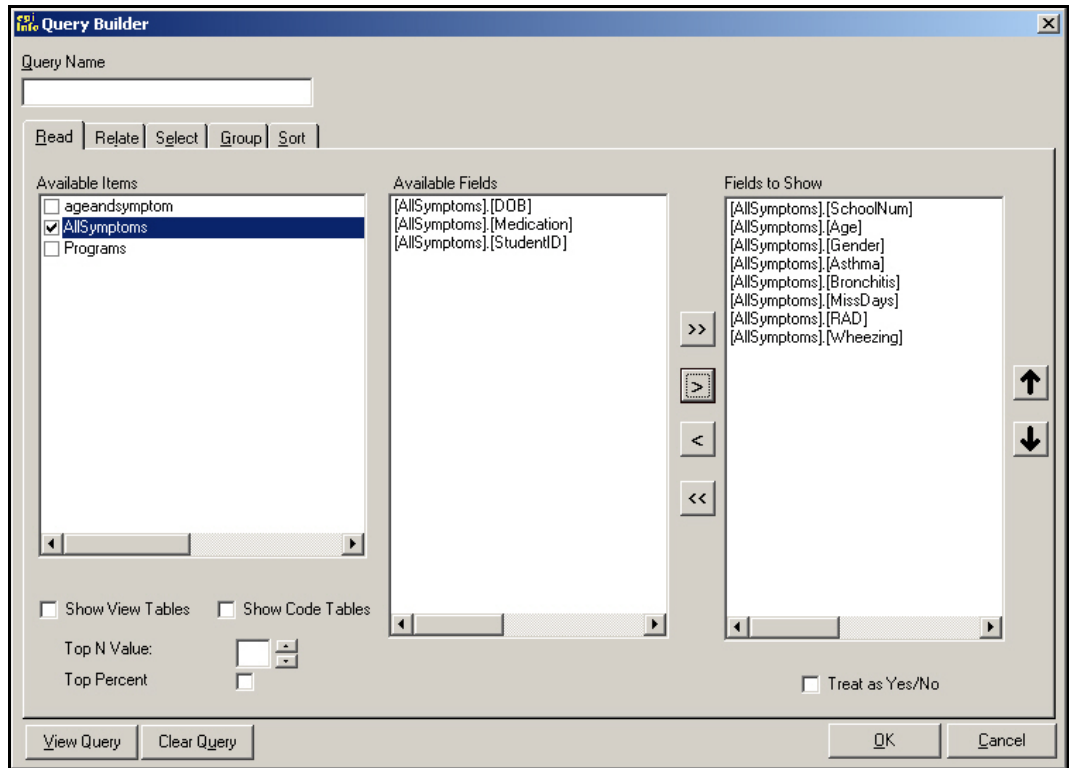 epi info Query Builder
Query Name
Read Relate Select Group Sort
Available Items
ageandsymptom
AllSymptoms
Programs
Available Fields
[AllSymptoms].[DOB]
[AllSymptoms].[Medication]
[AllSymptoms].[StudentID]
Fields to Show
[AllSymptoms].[SchoolNum]
[AllSymptoms].[Age]
[AllSymptoms].[Gender]
[AllSymptoms].[Asthma]
[AllSymptoms].[Bronchitis]
[AllSymptoms].[MissDays]
[AllSymptoms].[RAD]
[AllSymptoms].[Wheezing]
>>
>
<
<<
Show View Tables Show Code Tables
Top N Value:
Top Percent
Treat as Yes/No
View Query Clear Query OK Cancel